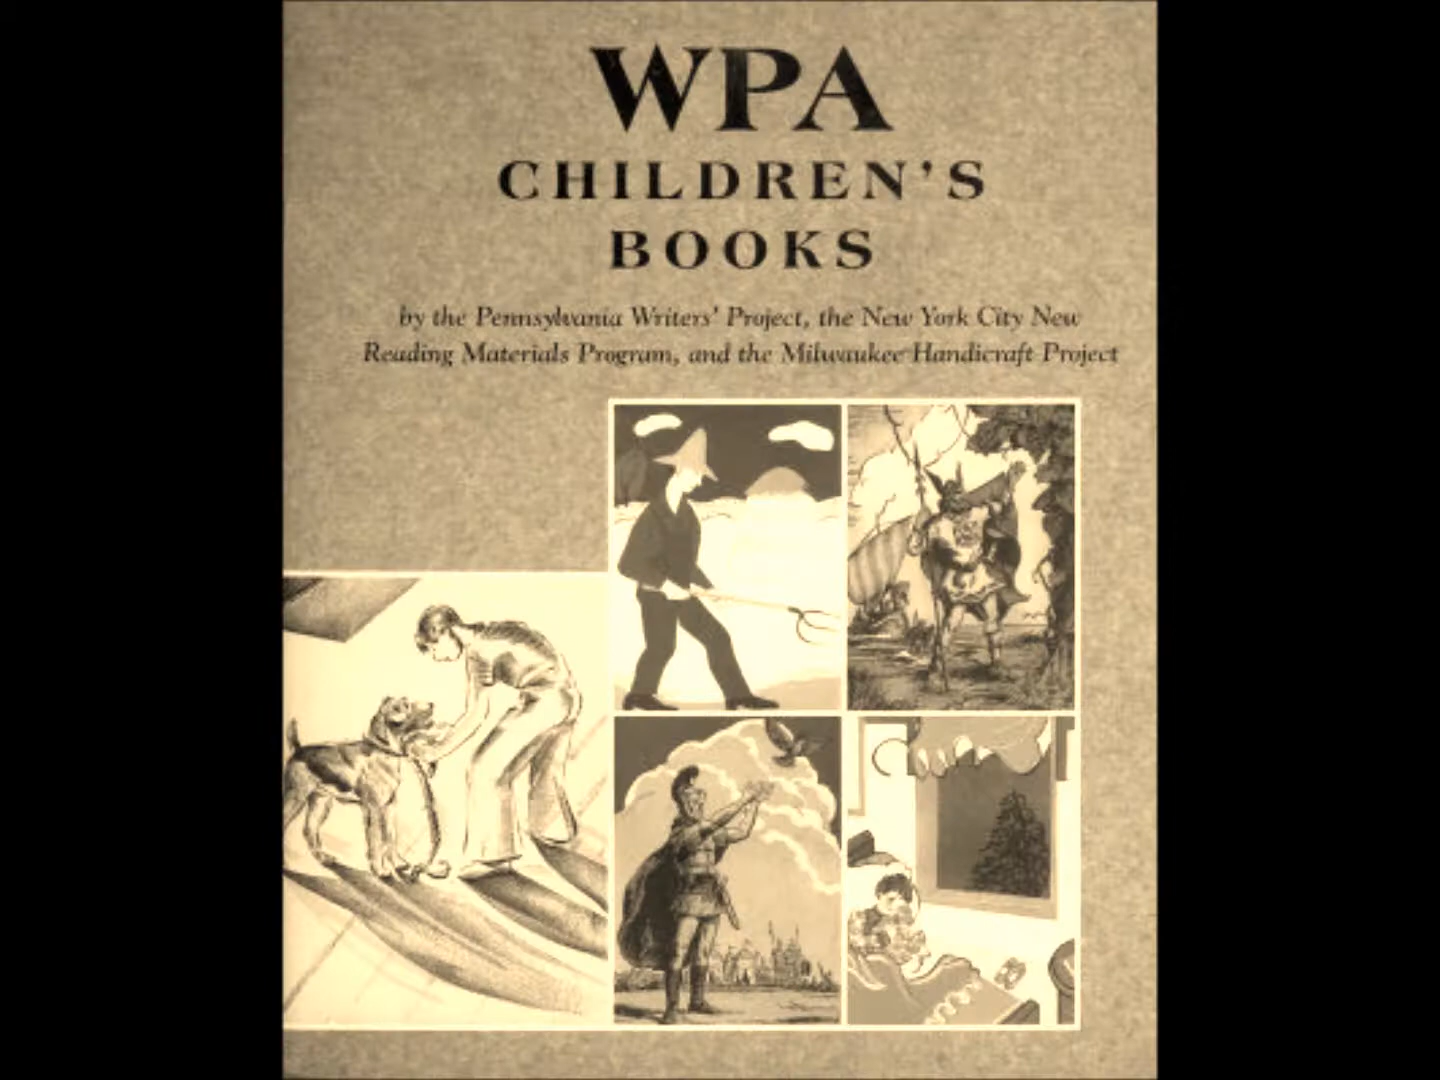 WPA
CHILDREN'S
BOOKS
by the Pennsylvania Writers' Project, the New York City New
Reading Materials Program, and the Milwaukee Handicraft Project